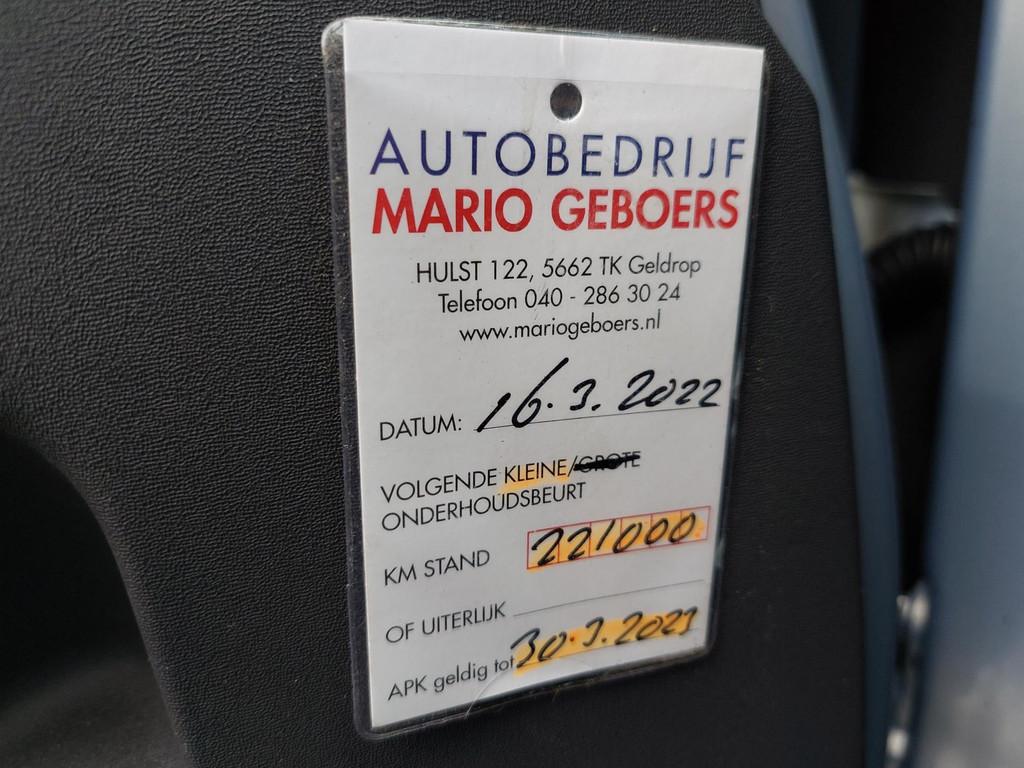 AUTOBEDRIJF
MARIO GEBOERS
HULST 122, 5662 TK Geldrop
Telefoon 040 - 286 30 24
www.mariogeboers.nl
DATUM: 16.3.2022
VOLGENDE KLEINE/GROTE
ONDERHOUDSBEURT
KM STAND 221000
OF UITERLIJK
APK geldig tot 30.3.2023